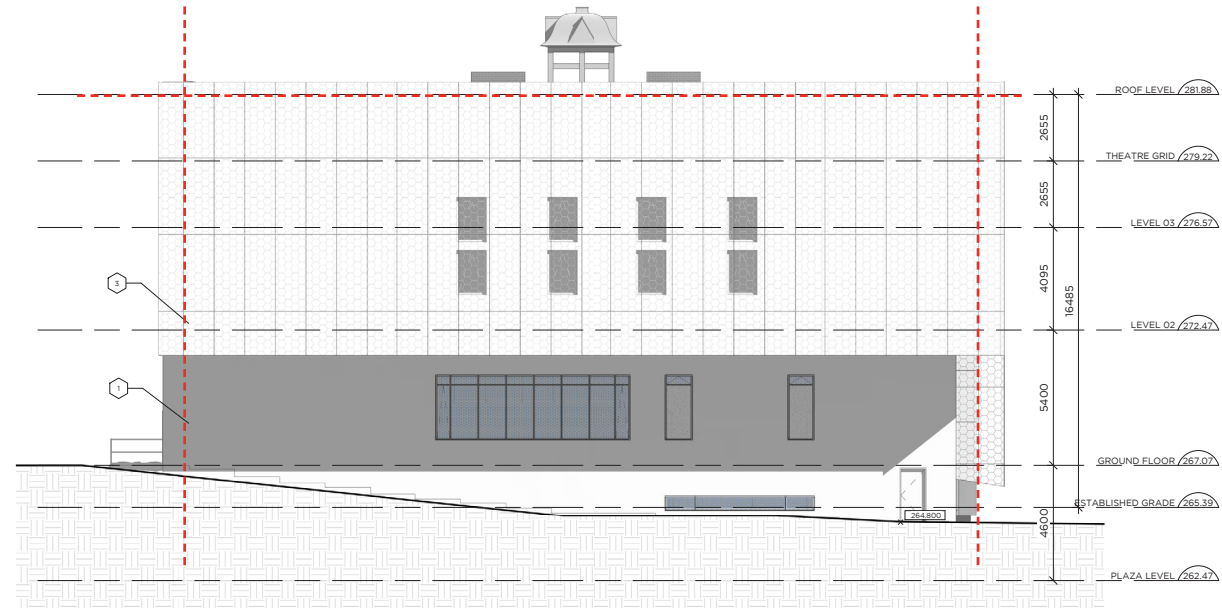 ROOF LEVEL 281.88
2655
THEATRE GRID 279.22
2655
LEVEL 03 276.57
3
4095
16485
LEVEL 02 272.47
1
5400
GROUND FLOOR 267.07
ESTABLISHED GRADE 265.39
264.800
4600
PLAZA LEVEL 262.47